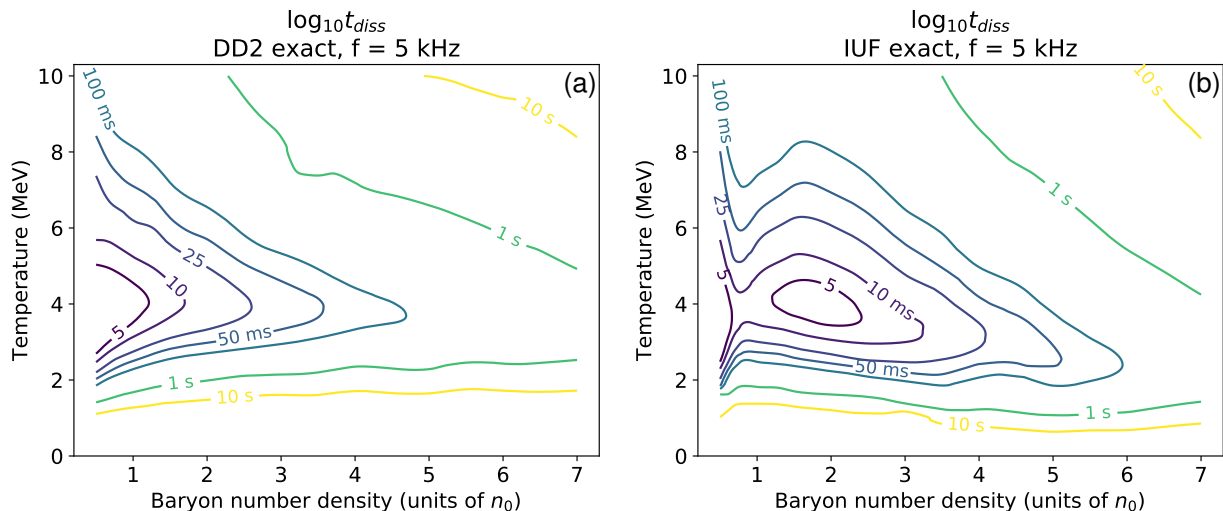 log₁₀t_diss
DD2 exact, f = 5 kHz
(a)
10
8
6
4
2
0
Temperature (MeV)
100 ms
10 s
1 s
25
10
5
50 ms
1 s
10 s
1 2 3 4 5 6 7
Baryon number density (units of n₀)
log₁₀t_diss
IUF exact, f = 5 kHz
(b)
10
8
6
4
2
0
Temperature (MeV)
100 ms
10 s
25
1 s
5
5
10 ms
50 ms
1 s
10 s
1 2 3 4 5 6 7
Baryon number density (units of n₀)